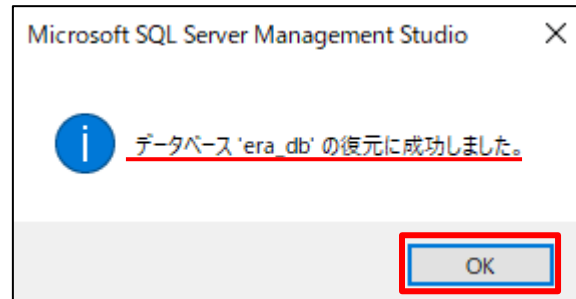 Microsoft SQL Server Management Studio
データベース 'era_db' の復元に成功しました。
OK